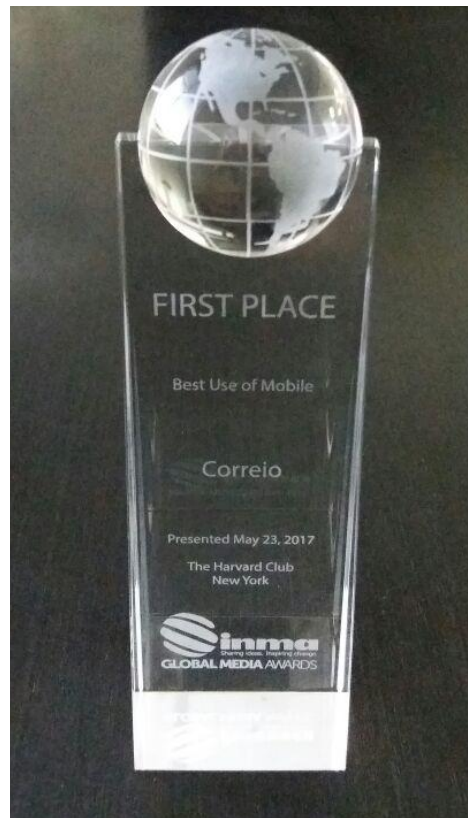 FIRST PLACE
Best Use of Mobile
Correio
Presented May 23, 2017
The Harvard Club
New York
inma
Sharing ideas. Inspiring change.
GLOBAL MEDIA AWARDS